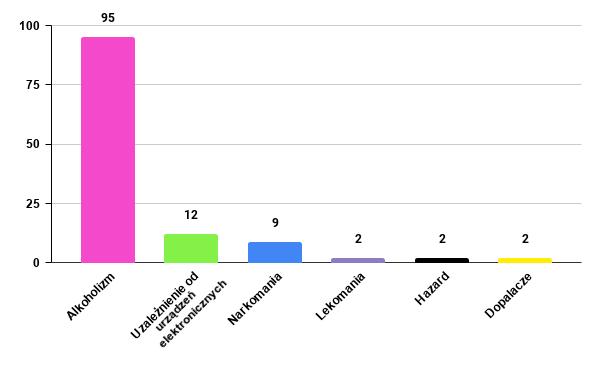 100
75
50
25
0
95
12
9
2
2
2
Alkoholizm
Uzależnienie od
urządzeń
elektronicznych
Narkomania
Lekomania
Hazard
Dopalacze